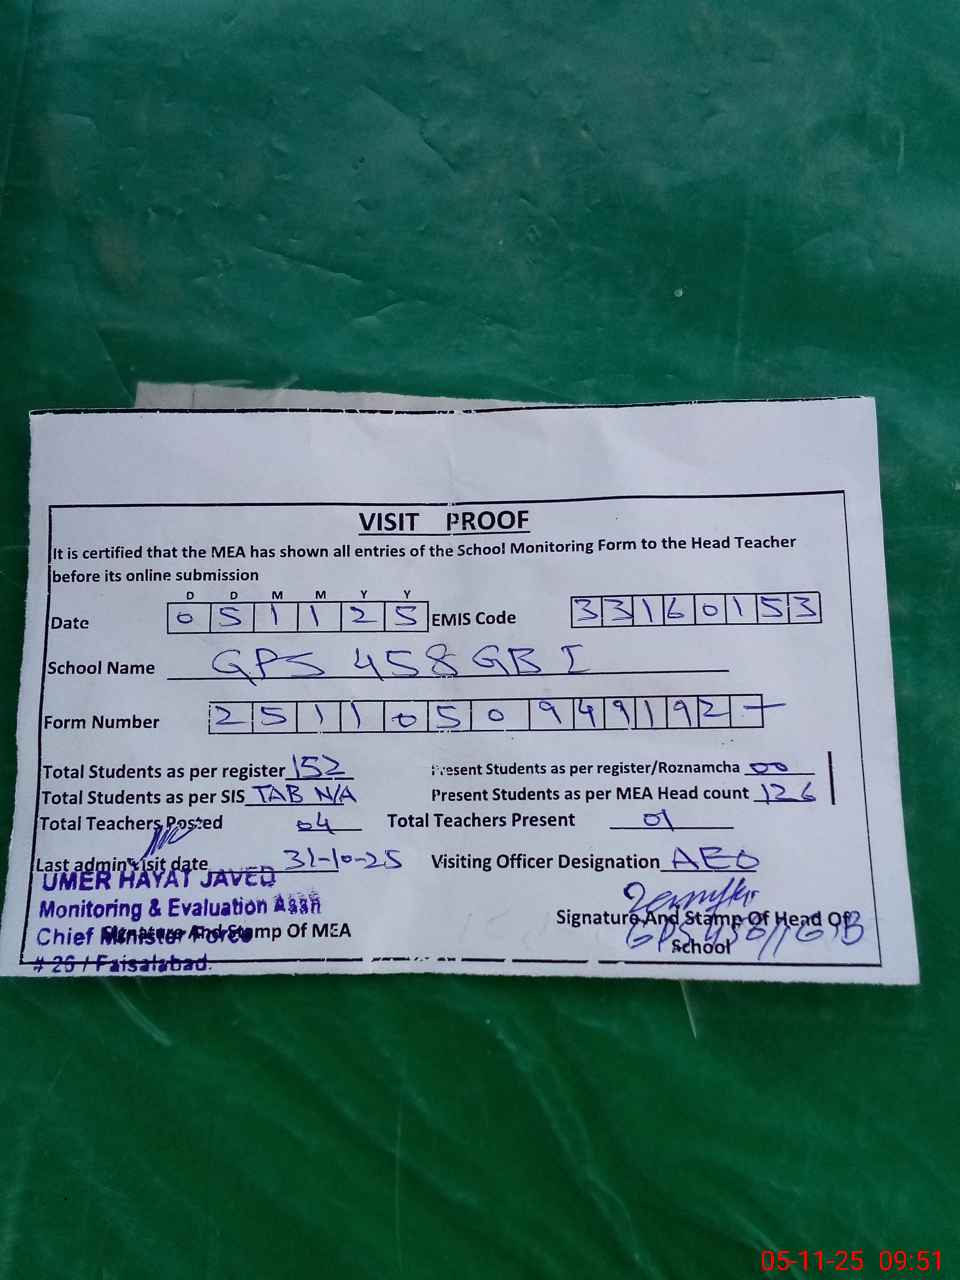 VISIT PROOF
It is certified that the MEA has shown all entries of the School Monitoring Form to the Head Teacher
before its online submission
D D M M Y Y
Date 0 5 1 1 2 5 EMIS Code 3 3 1 6 0 1 5 3
School Name GPS 458 GB I
Form Number 2 5 1 1 0 5 0 9 4 9 1 9 2 -
Total Students as per register 152 Present Students as per register/Roznamcha 00
Total Students as per SIS TAB N/A Present Students as per MEA Head count 126
Total Teachers Posted 04 Total Teachers Present 01
Last admin visit date 31-10-25 Visiting Officer Designation AEO
UMER HAYAT JAVED
Monitoring & Evaluation Assn
Chief Minister Force
Signature And Stamp Of MEA
# 26 / Faisalabad.
Signature And Stamp Of Head Of
School
GPS 458/GB
05-11-25 09:51